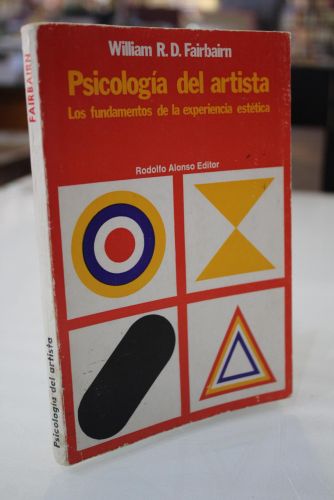 William R. D. Fairbairn
Psicología del artista
Los fundamentos de la experiencia estética
Rodolfo Alonso Editor
FAIRBAIRN
Psicología del artista